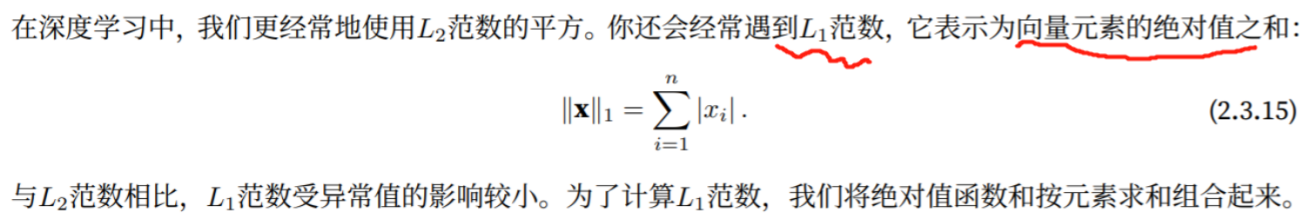 在深度学习中，我们更经常地使用L₂范数的平方。你还会经常遇到L₁范数，它表示为向量元素的绝对值之和：
‖x‖₁ = ∑ᵢ₌₁ⁿ |xᵢ| . (2.3.15)
与L₂范数相比，L₁范数受异常值的影响较小。为了计算L₁范数，我们将绝对值函数和按元素求和组合起来。